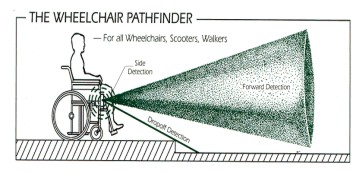 THE WHEELCHAIR PATHFINDER
— For all Wheelchairs, Scooters, Walkers
Side
Detection
Forward Detection
Dropoff Detection